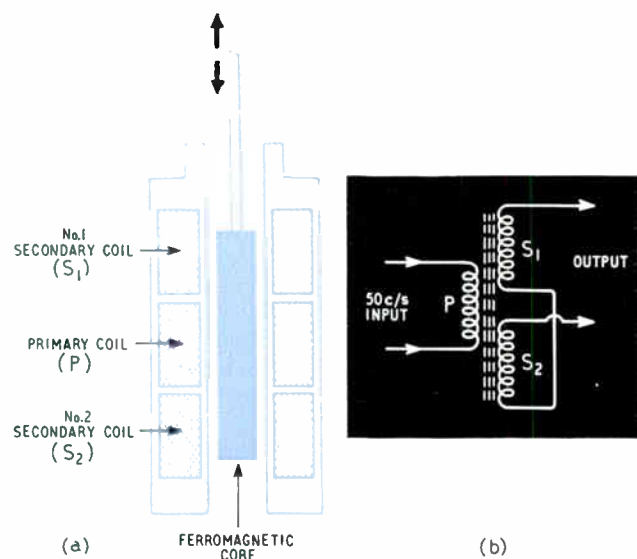 No.1
SECONDARY COIL
(S₁)
PRIMARY COIL
(P)
No.2
SECONDARY COIL
(S₂)
(a)
FERROMAGNETIC
CORE
50c/s
INPUT
P
S₁
S₂
OUTPUT
(b)